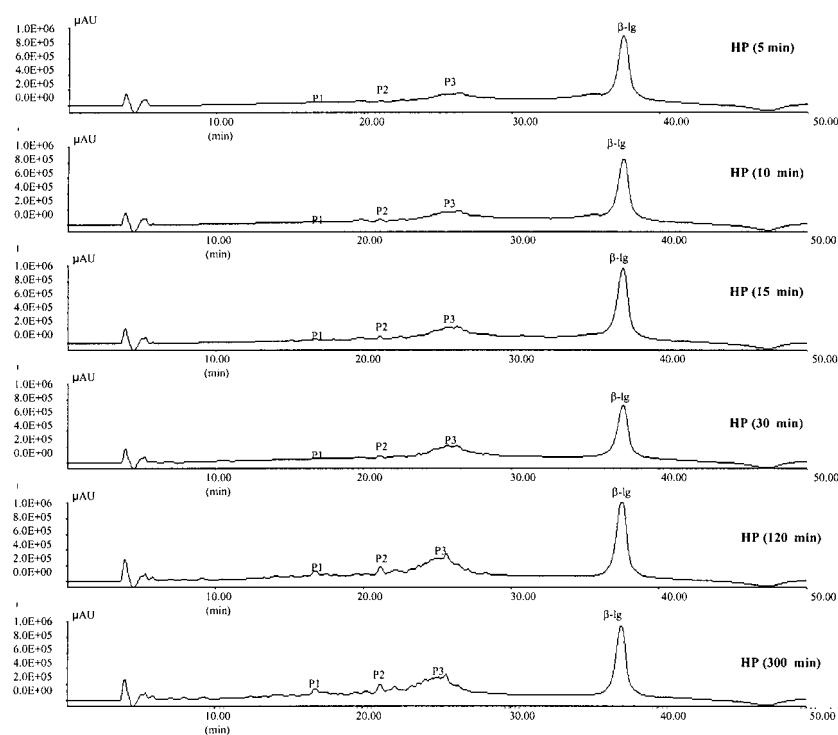 μAU
1.0E+06
8.0E+05
6.0E+05
4.0E+05
2.0E+05
0.0E+00
P1
P2
P3
β-lg
HP (5 min)
10.00
20.00
30.00
40.00
50.00
(min)
μAU
1.0E+06
8.0E+05
6.0E+05
4.0E+05
2.0E+05
0.0E+00
P1
P2
P3
β-lg
HP (10 min)
10.00
20.00
30.00
40.00
50.00
(min)
μAU
1.0E+06
8.0E+05
6.0E+05
4.0E+05
2.0E+05
0.0E+00
P1
P2
P3
β-lg
HP (15 min)
10.00
20.00
30.00
40.00
50.00
(min)
μAU
1.0E+06
8.0E+05
6.0E+05
4.0E+05
2.0E+05
0.0E+00
P1
P2
P3
β-lg
HP (30 min)
10.00
20.00
30.00
40.00
50.00
(min)
μAU
1.0E+06
8.0E+05
6.0E+05
4.0E+05
2.0E+05
0.0E+00
P1
P2
P3
β-lg
HP (120 min)
10.00
20.00
30.00
40.00
50.00
(min)
μAU
1.0E+06
8.0E+05
6.0E+05
4.0E+05
2.0E+05
0.0E+00
P1
P2
P3
β-lg
HP (300 min)
10.00
20.00
30.00
40.00
50.00
(min)